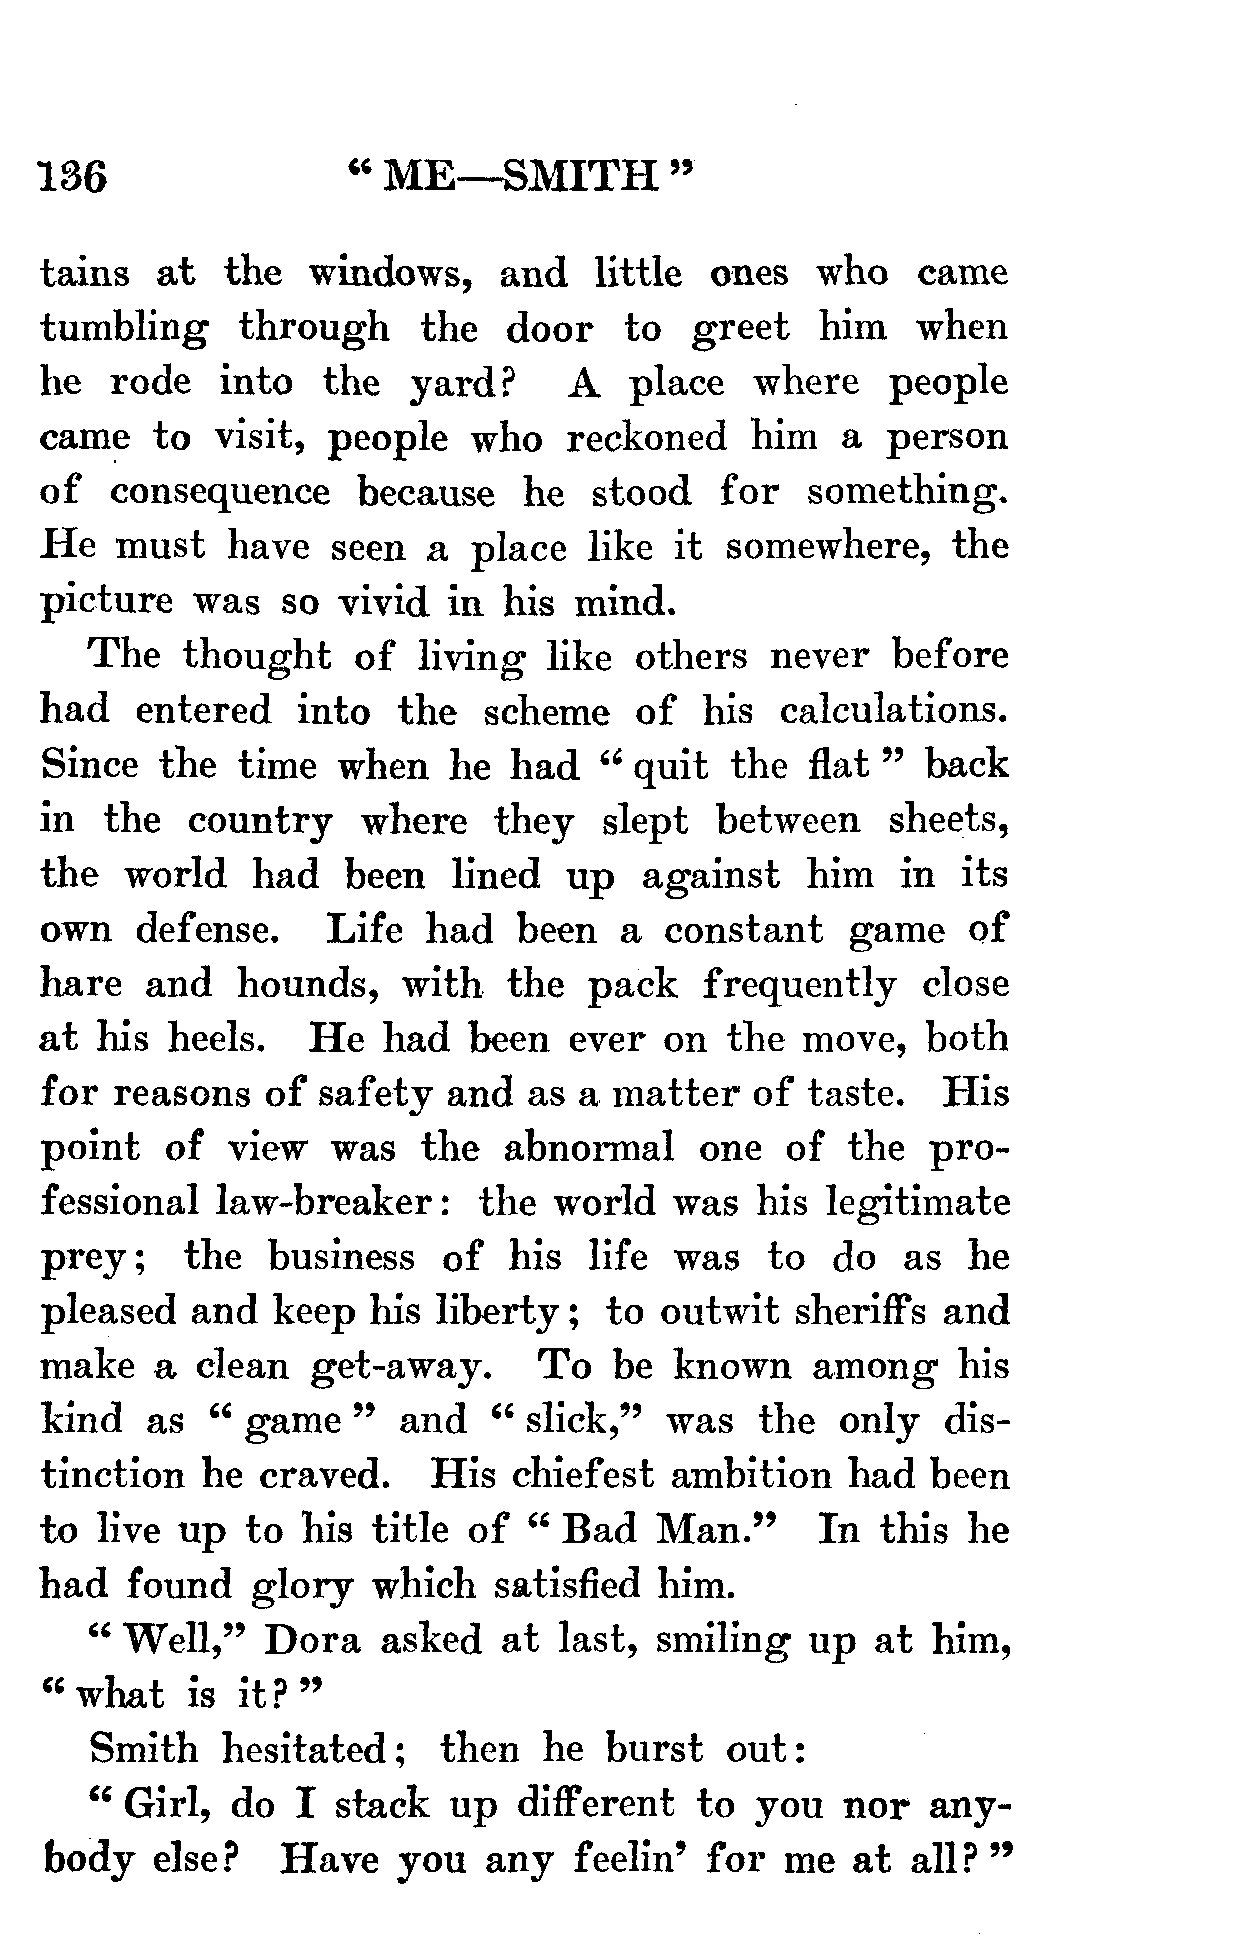 136 “ ME—SMITH ”
tains at the windows, and little ones who came
tumbling through the door to greet him when
he rode into the yard? A place where people
came to visit, people who reckoned him a person
of consequence because he stood for something.
He must have seen a place like it somewhere, the
picture was so vivid in his mind.
The thought of living like others never before
had entered into the scheme of his calculations.
Since the time when he had “ quit the flat ” back
in the country where they slept between sheets,
the world had been lined up against him in its
own defense. Life had been a constant game of
hare and hounds, with the pack frequently close
at his heels. He had been ever on the move, both
for reasons of safety and as a matter of taste. His
point of view was the abnormal one of the pro-
fessional law-breaker: the world was his legitimate
prey; the business of his life was to do as he
pleased and keep his liberty; to outwit sheriffs and
make a clean get-away. To be known among his
kind as “ game ” and “ slick,” was the only dis-
tinction he craved. His chiefest ambition had been
to live up to his title of “ Bad Man.” In this he
had found glory which satisfied him.
“ Well,” Dora asked at last, smiling up at him,
“ what is it? ”
Smith hesitated; then he burst out:
“ Girl, do I stack up different to you nor any-
body else? Have you any feelin’ for me at all? ”